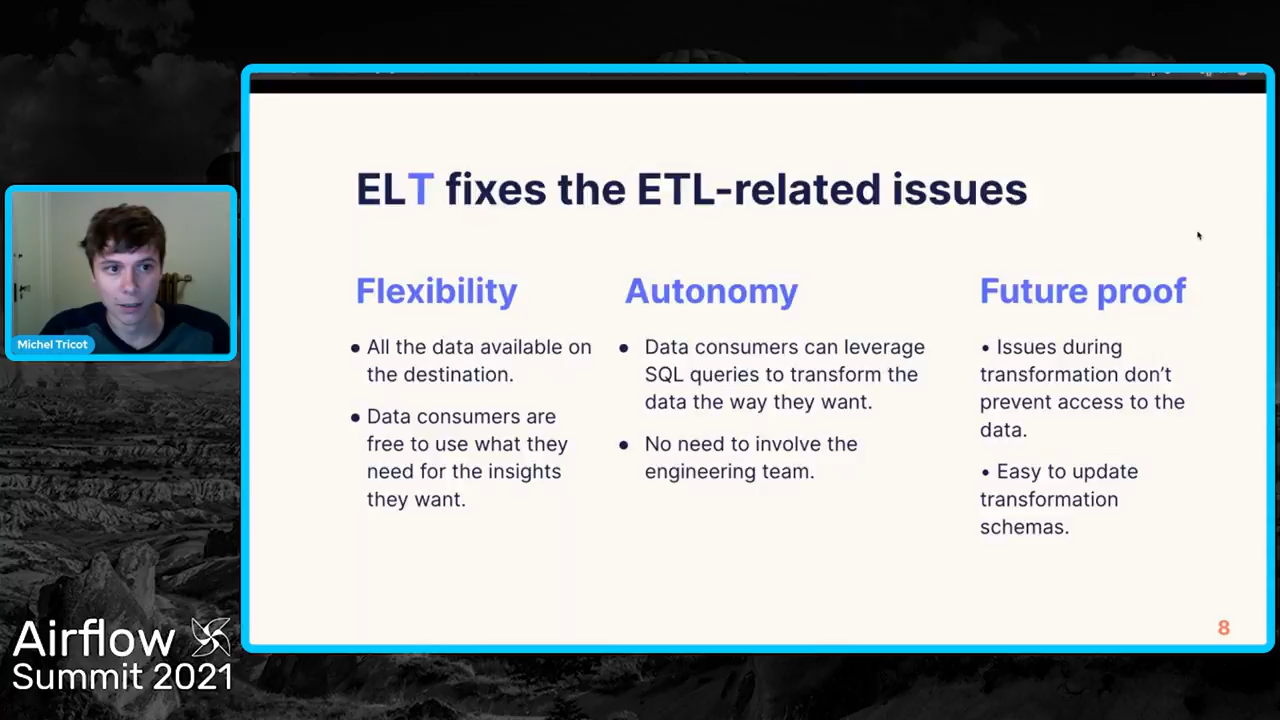 ELT fixes the ETL-related issues
Flexibility
● All the data available on
the destination.
● Data consumers are
free to use what they
need for the insights
they want.
Autonomy
● Data consumers can leverage
SQL queries to transform the
data the way they want.
● No need to involve the
engineering team.
Future proof
• Issues during
transformation don’t
prevent access to the
data.
• Easy to update
transformation
schemas.
8
Michel Tricot
Airflow
Summit 2021